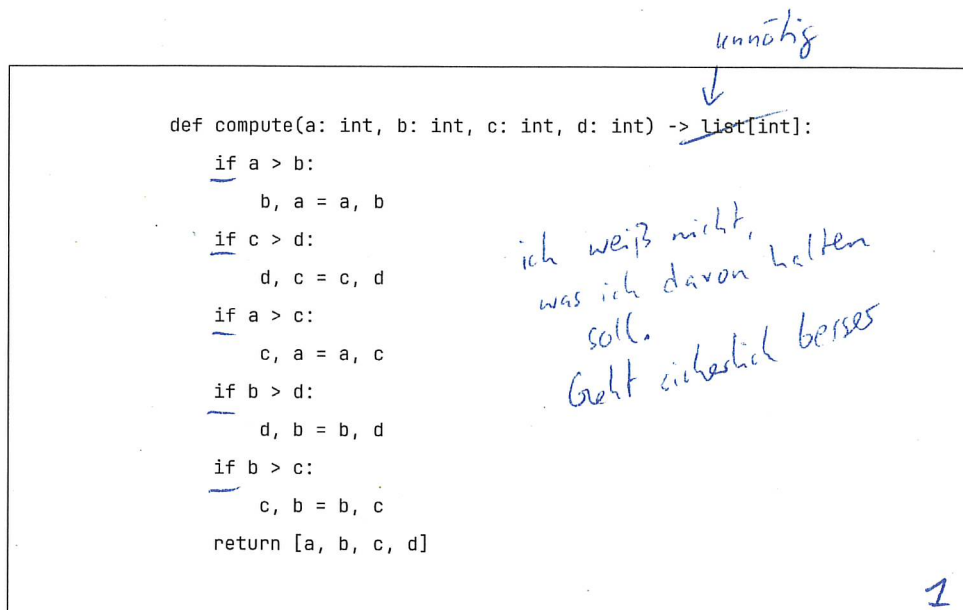 unnötig
def compute(a: int, b: int, c: int, d: int) -> list[int]:
if a > b:
b, a = a, b
if c > d:
d, c = c, d
if a > c:
c, a = a, c
if b > d:
d, b = b, d
if b > c:
c, b = b, c
return [a, b, c, d]
ich weiß nicht,
was ich davon halten
soll.
Geht sicherlich besser
1